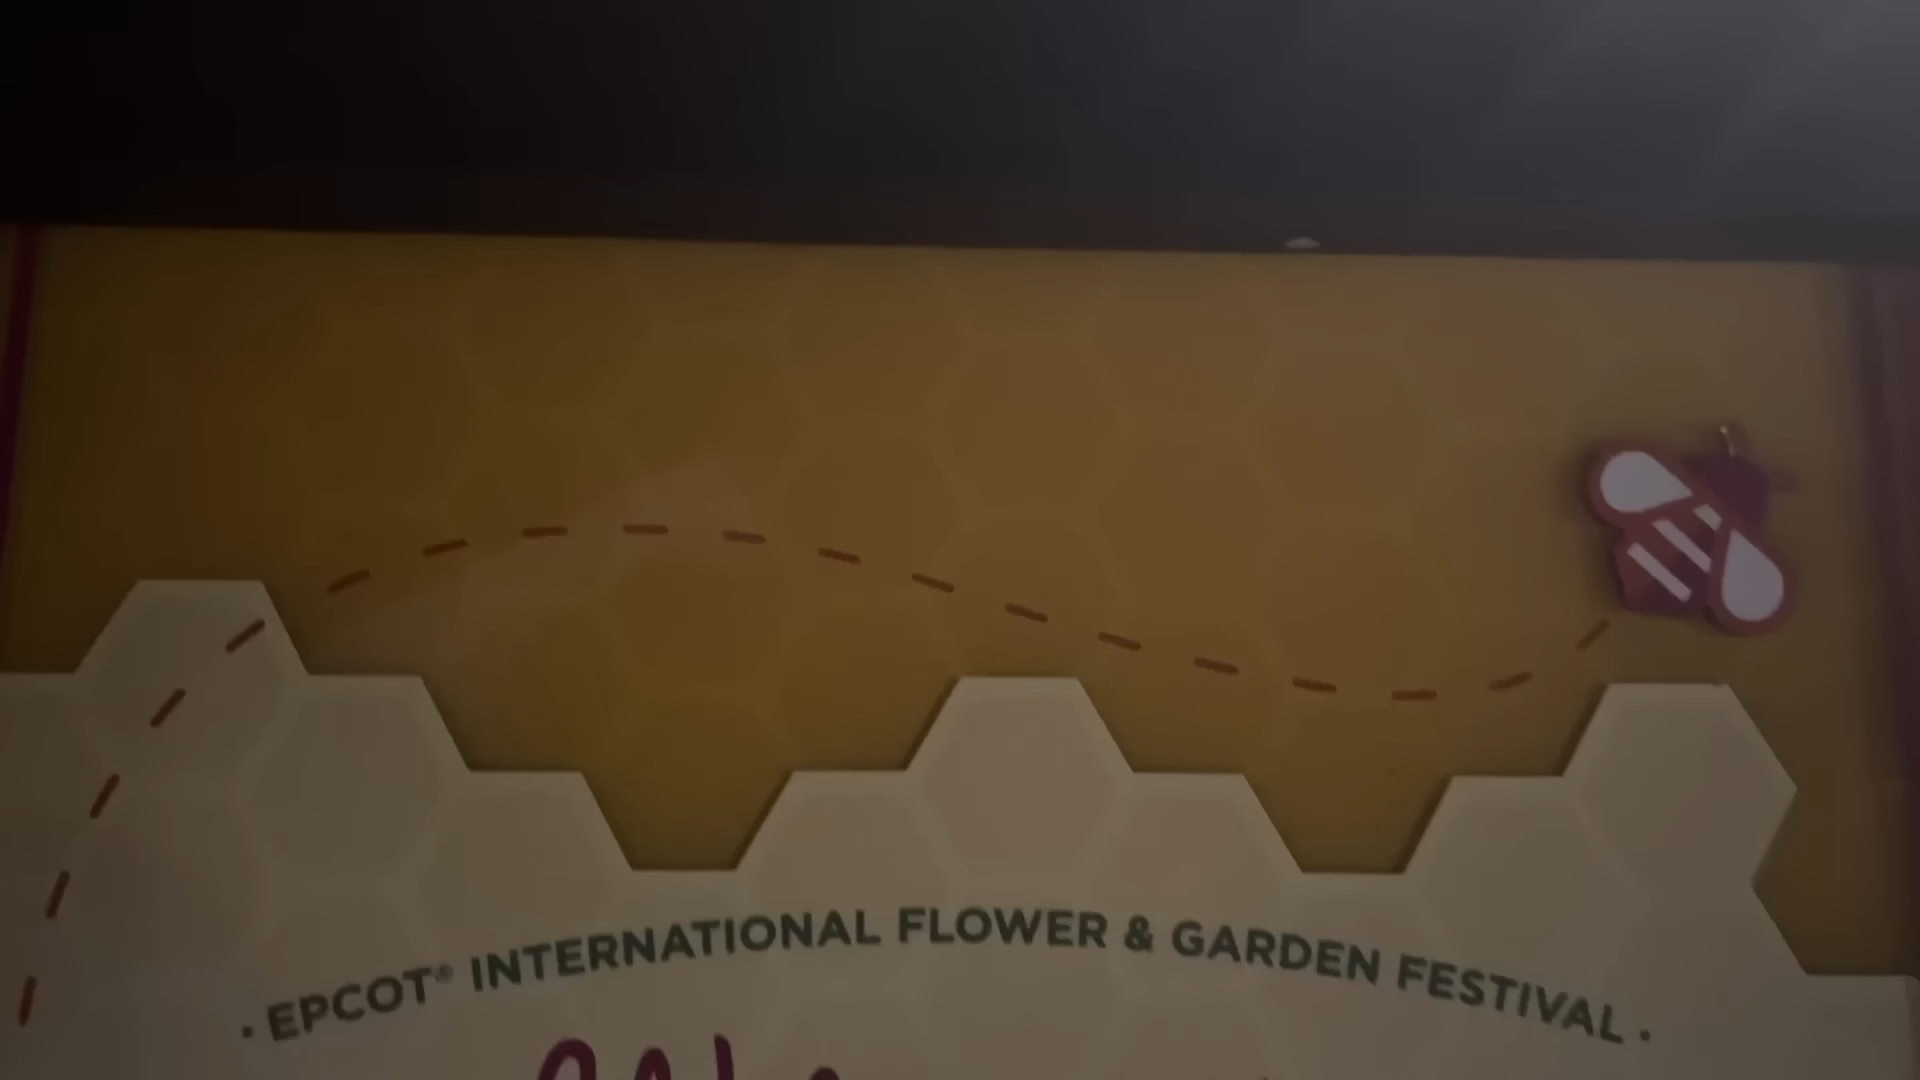 · EPCOT® INTERNATIONAL FLOWER & GARDEN FESTIVAL ·